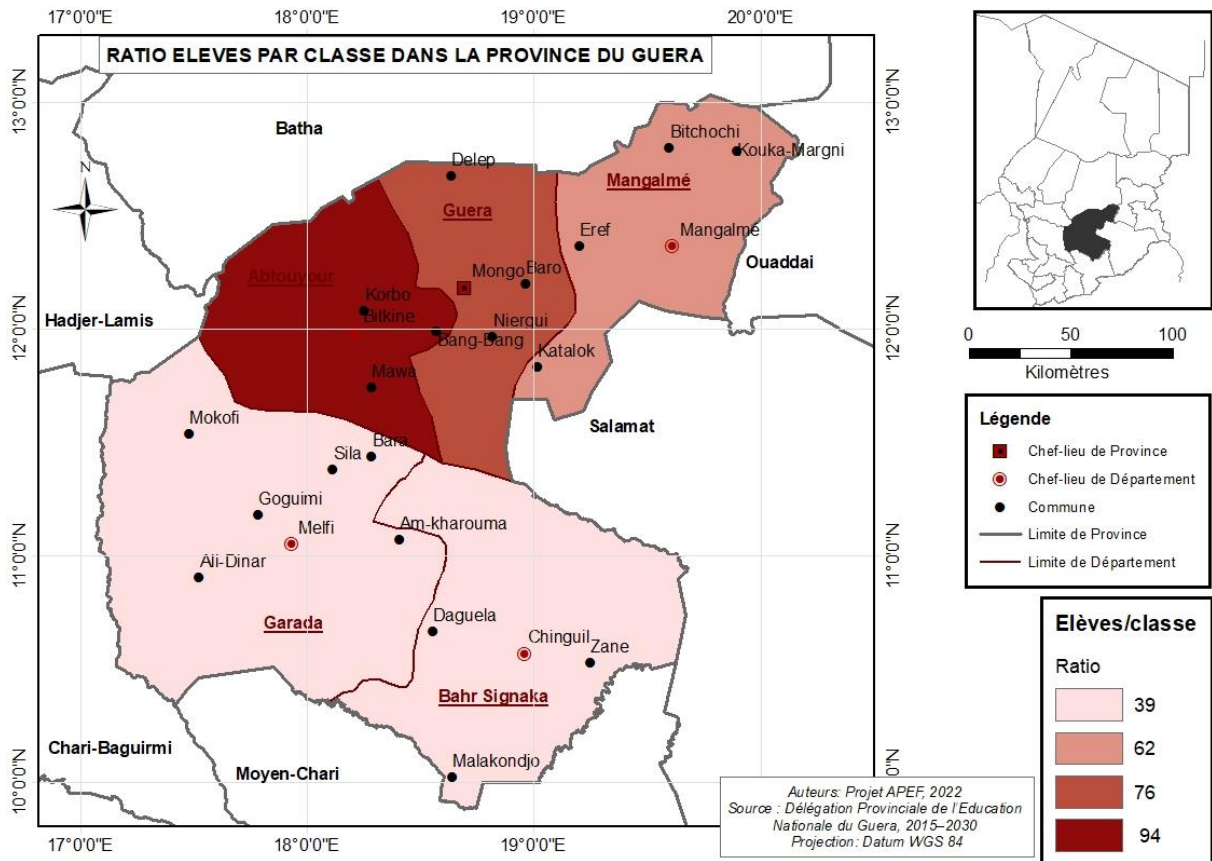 17°0'0"E
18°0'0"E
19°0'0"E
20°0'0"E
RATIO ELEVES PAR CLASSE DANS LA PROVINCE DU GUERA
13°0'0"N
13°0'0"N
Batha
N
Bitchochi
Kouka-Margni
Delep
Mangalmé
Guera
Eref
Mangalmé
Ouaddai
Abtouyour
Mongo
Baro
Korbo
Bitkine
Hadjer-Lamis
Niergui
12°0'0"N
12°0'0"N
Bang-Bang
Katalok
Mawa
Mokofi
Salamat
Bara
Sila
Goguimi
Melfi
Am-kharouma
11°0'0"N
11°0'0"N
Ali-Dinar
Garada
Daguela
Chinguil
Zane
Bahr Signaka
Chari-Baguirmi
Moyen-Chari
Malakondjo
10°0'0"N
Auteurs: Projet APEF, 2022
Source : Délégation Provinciale de l'Education
Nationale du Guera, 2015–2030
Projection: Datum WGS 84
17°0'0"E
18°0'0"E
19°0'0"E
20°0'0"E
0 50 100
Kilomètres
Légende
Chef-lieu de Province
Chef-lieu de Département
Commune
Limite de Province
Limite de Département
Elèves/classe
Ratio
39
62
76
94